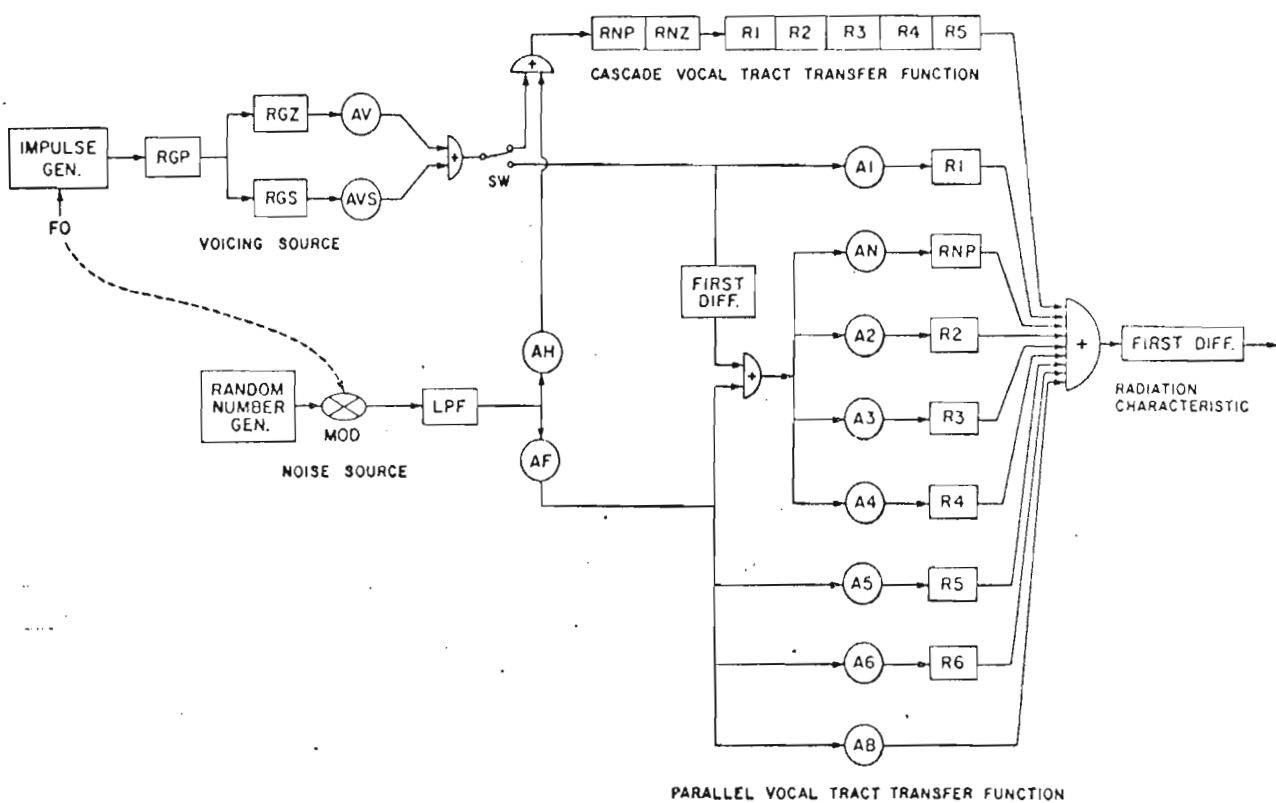 RNP RNZ R1 R2 R3 R4 R5
+
CASCADE VOCAL TRACT TRANSFER FUNCTION
RGZ AV
IMPULSE
GEN.
RGP
+
SW
A1 R1
RGS AVS
F0
VOICING SOURCE
AN RNP
FIRST
DIFF.
AH
A2 R2
+
FIRST DIFF.
+
RADIATION
CHARACTERISTIC
RANDOM
NUMBER
GEN.
MOD
LPF
A3 R3
NOISE SOURCE
AF
A4 R4
A5 R5
A6 R6
AB
PARALLEL VOCAL TRACT TRANSFER FUNCTION